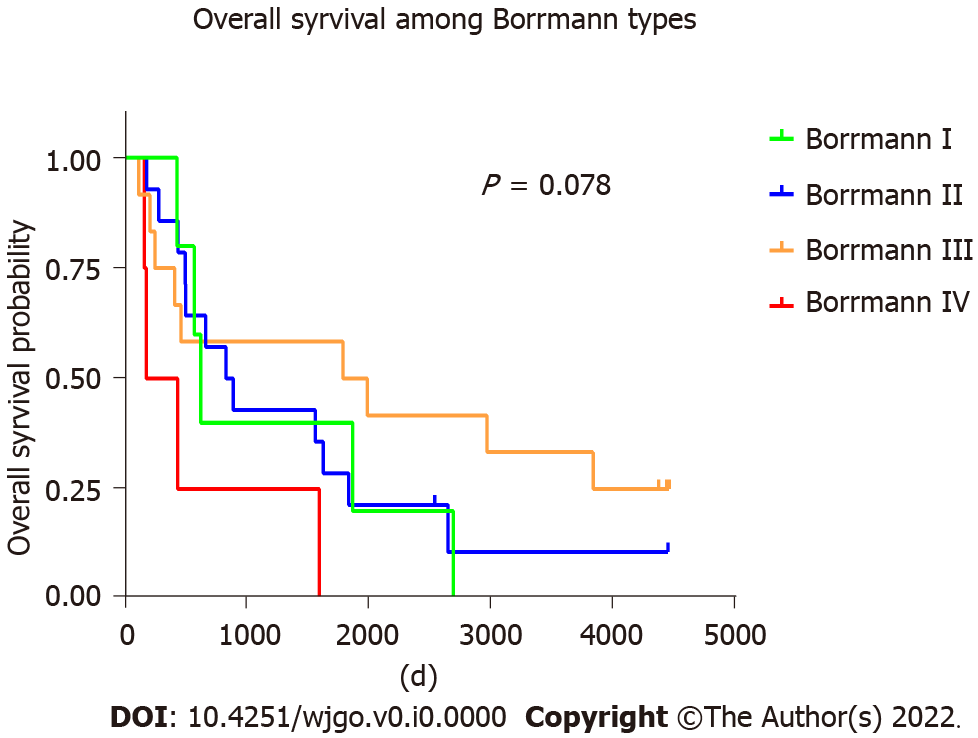 Overall syrvival among Borrmann types
Borrmann I
Borrmann II
Borrmann III
Borrmann IV
P = 0.078
Overall syrvival probability
1.00
0.75
0.50
0.25
0.00
0 1000 2000 3000 4000 5000
(d)
DOI: 10.4251/wjgo.v0.i0.0000 Copyright ©The Author(s) 2022.